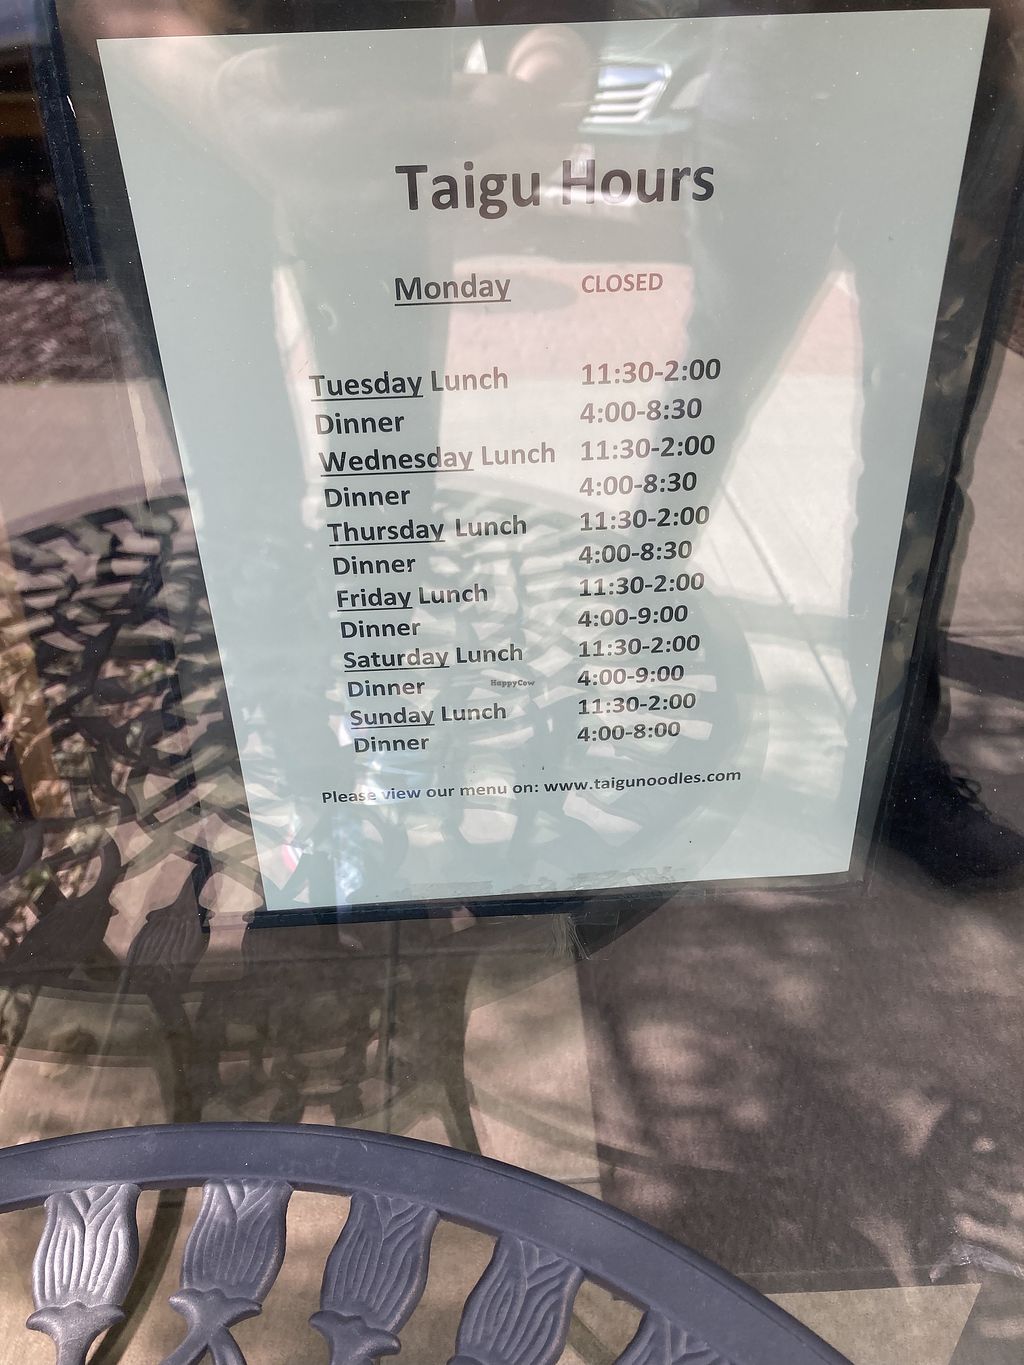 Taigu Hours
Monday CLOSED
Tuesday Lunch 11:30-2:00
Dinner 4:00-8:30
Wednesday Lunch 11:30-2:00
Dinner 4:00-8:30
Thursday Lunch 11:30-2:00
Dinner 4:00-8:30
Friday Lunch 11:30-2:00
Dinner 4:00-9:00
Saturday Lunch 11:30-2:00
Dinner 4:00-9:00
HappyCow
Sunday Lunch 11:30-2:00
Dinner 4:00-8:00
Please view our menu on: www.taigunoodles.com